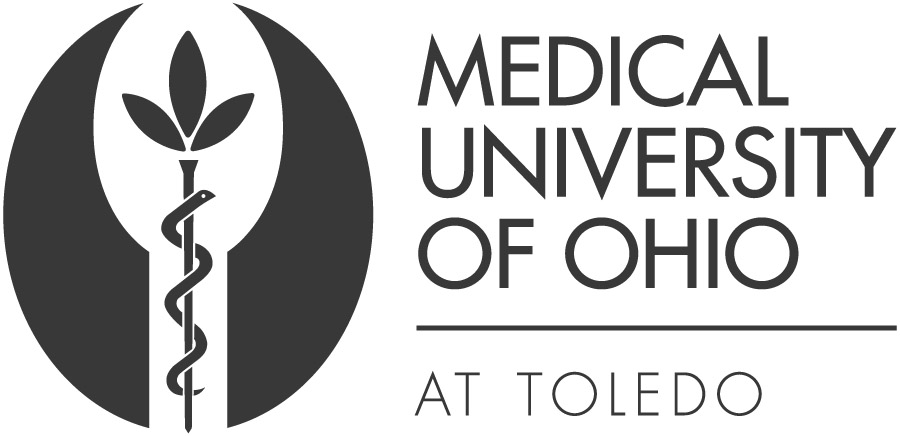 MEDICAL
UNIVERSITY
OF OHIO
AT TOLEDO